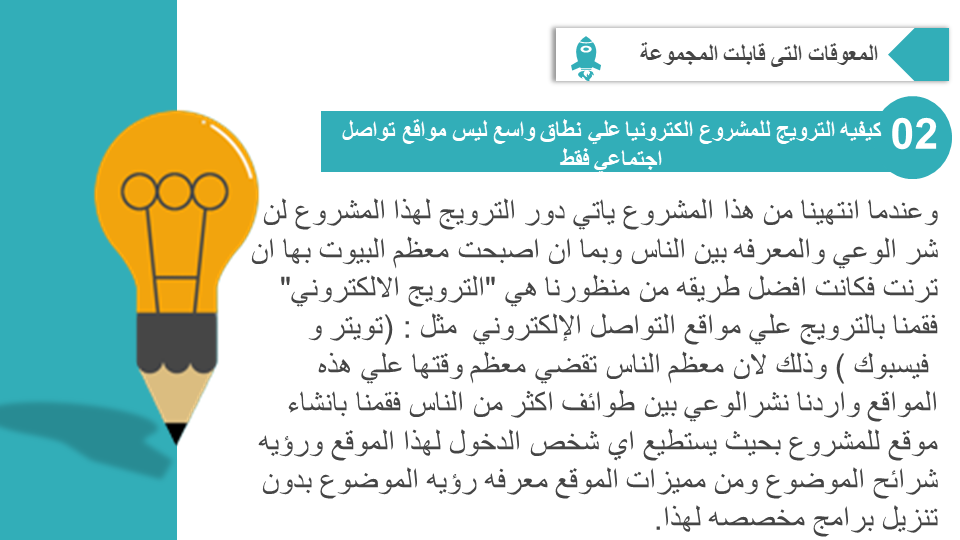 المعوقات التى قابلت المجموعة
02
كيفيه الترويج للمشروع الكترونيا علي نطاق واسع ليس مواقع تواصل
اجتماعي فقط
وعندما انتهينا من هذا المشروع ياتي دور الترويج لهذا المشروع لن
شر الوعي والمعرفه بين الناس وبما ان اصبحت معظم البيوت بها ان
ترنت فكانت افضل طريقه من منظورنا هي "الترويج الالكتروني"
فقمنا بالترويج علي مواقع التواصل الإلكتروني مثل : (تويتر و
فيسبوك ) وذلك لان معظم الناس تقضي معظم وقتها علي هذه
المواقع واردنا نشرالوعي بين طوائف اكثر من الناس فقمنا بانشاء
موقع للمشروع بحيث يستطيع اي شخص الدخول لهذا الموقع ورؤيه
شرائح الموضوع ومن مميزات الموقع معرفه رؤيه الموضوع بدون
تنزيل برامج مخصصه لهذا.